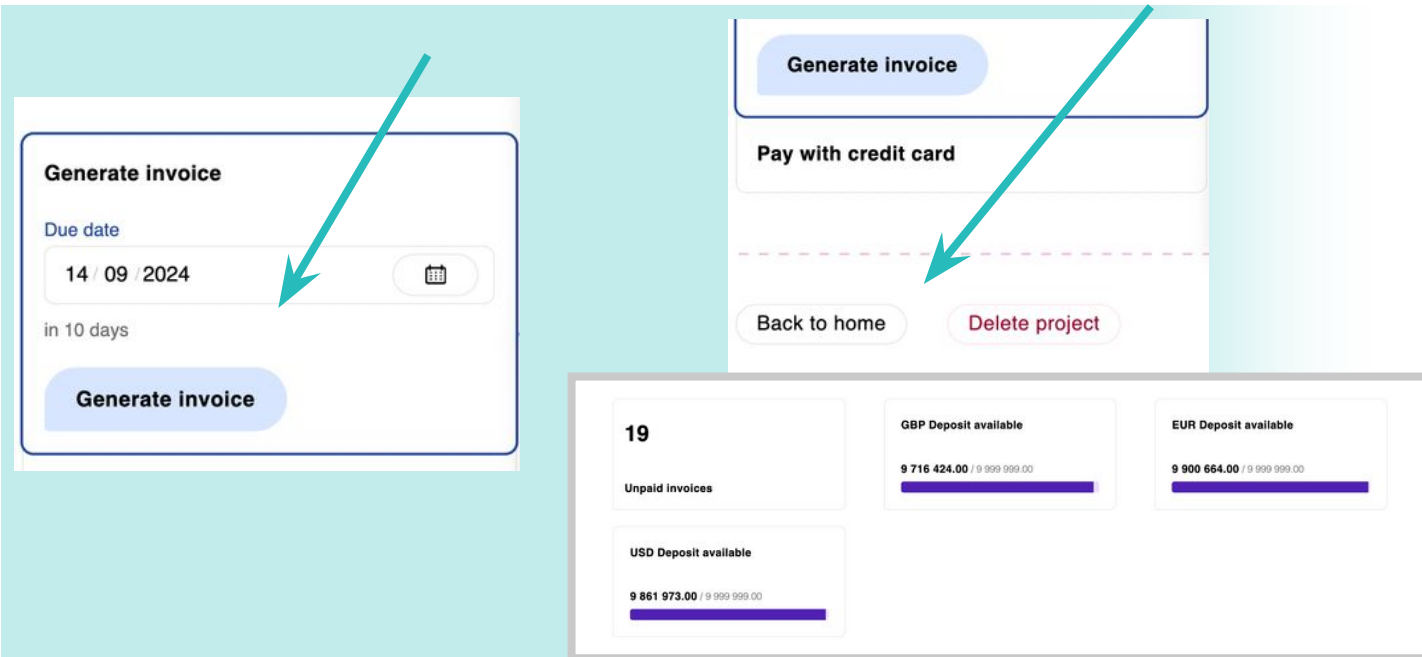 Generate invoice
Due date
14 / 09 / 2024
in 10 days
Generate invoice
Generate invoice
Pay with credit card
Back to home
Delete project
19
Unpaid invoices
GBP Deposit available
9 716 424.00 / 9 999 999.00
EUR Deposit available
9 900 664.00 / 9 999 999.00
USD Deposit available
9 861 973.00 / 9 999 999.00